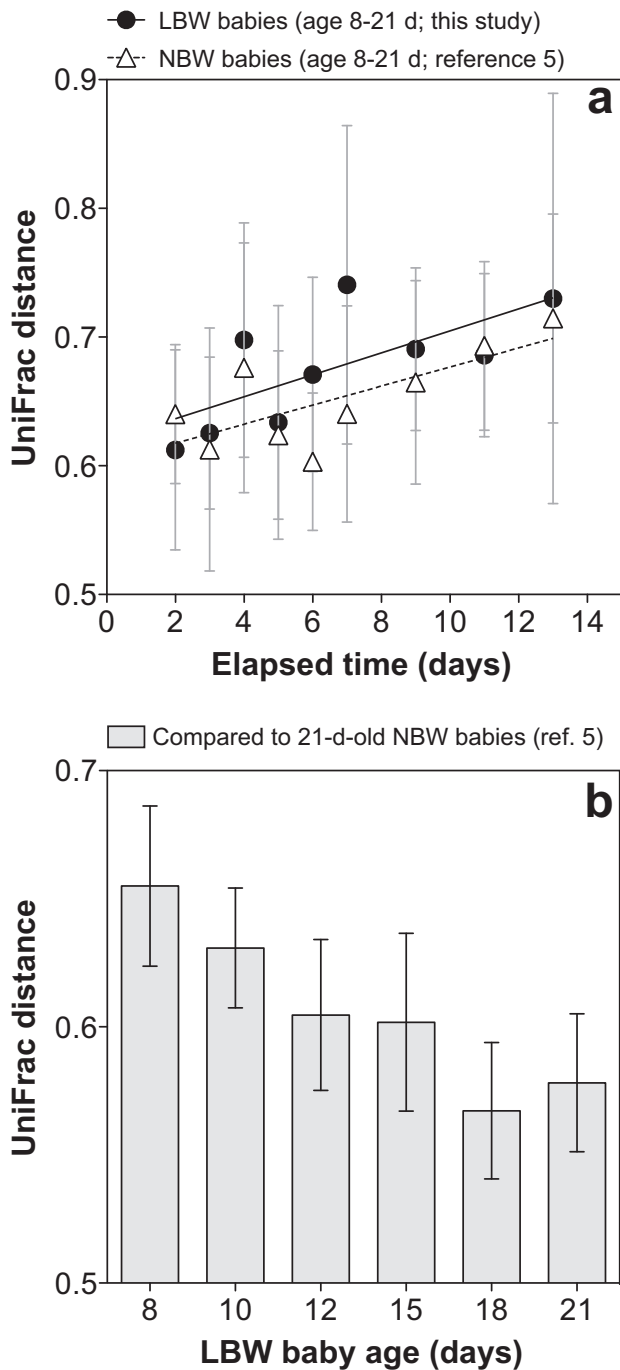 LBW babies (age 8-21 d; this study)
NBW babies (age 8-21 d; reference 5)
a
0.9
0.8
0.7
0.6
0.5
UniFrac distance
0 2 4 6 8 10 12 14
Elapsed time (days)
Compared to 21-d-old NBW babies (ref. 5)
b
0.7
0.6
0.5
UniFrac distance
8 10 12 15 18 21
LBW baby age (days)